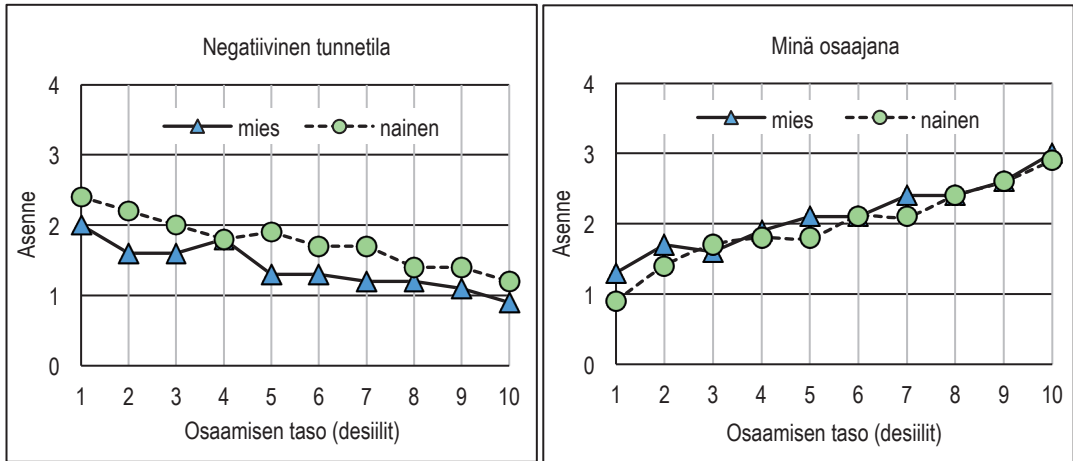 Negatiivinen tunnetila
4
mies nainen
3
2
1
0
Asenne
1 2 3 4 5 6 7 8 9 10
Osaamisen taso (desiilit)
Minä osaajana
4
mies nainen
3
2
1
0
Asenne
1 2 3 4 5 6 7 8 9 10
Osaamisen taso (desiilit)